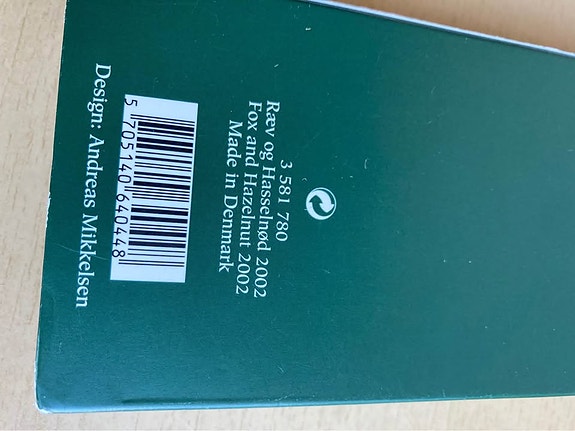 3 581 780
Ræv og Hasselnød 2002
Fox and Hazelnut 2002
Made in Denmark
5 705140 640448
Design: Andreas Mikkelsen